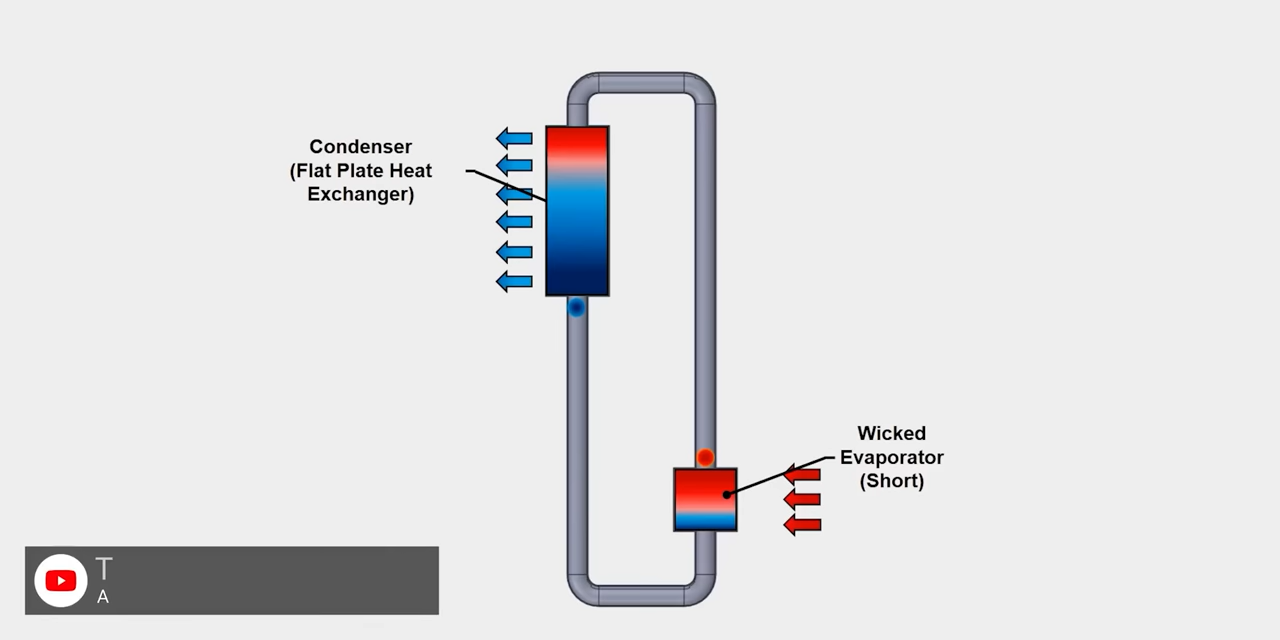 Condenser
(Flat Plate Heat
Exchanger)
Wicked
Evaporator
(Short)
T
A